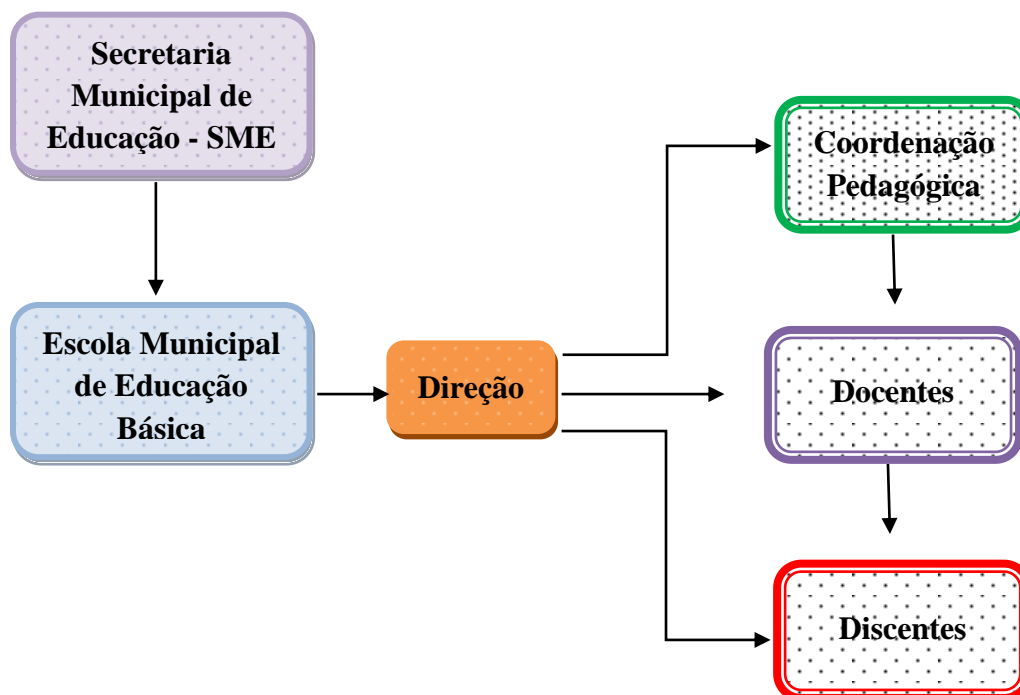 Secretaria
Municipal de
Educação - SME
Escola Municipal
de Educação
Básica
Direção
Coordenação
Pedagógica
Docentes
Discentes